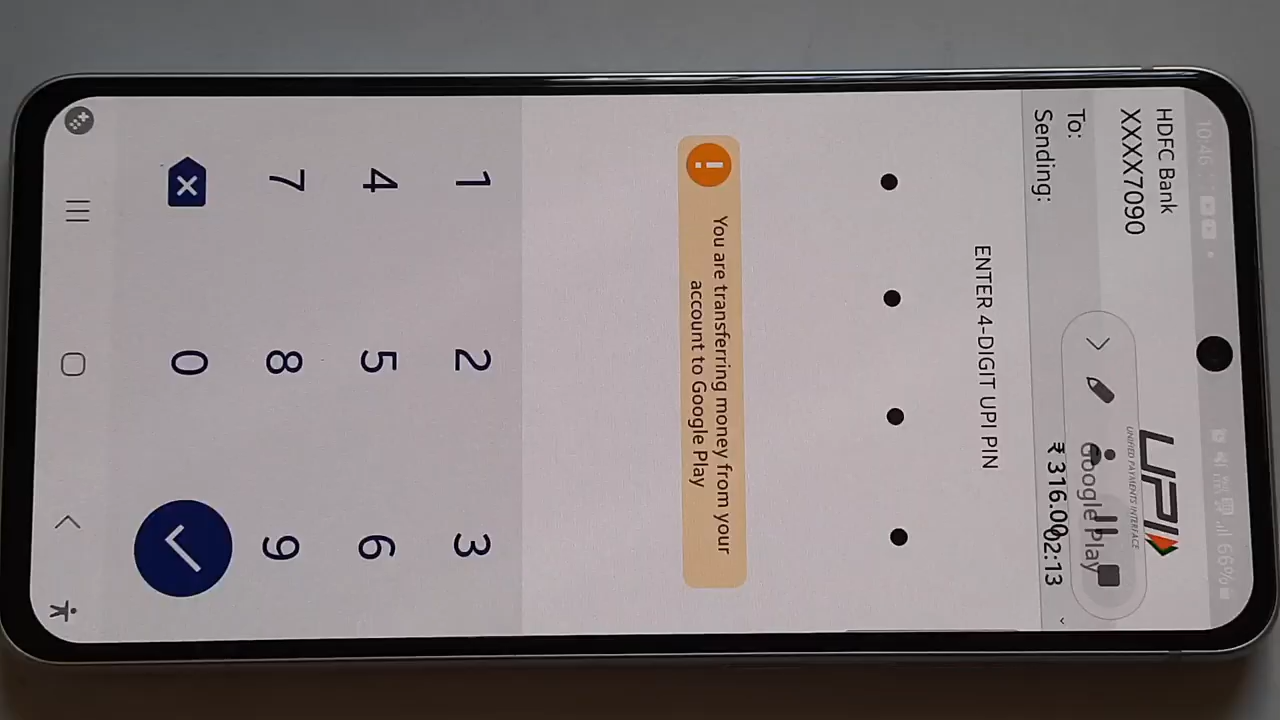 10:46
66%
HDFC Bank
XXXX7090
UPI
UNIFIED PAYMENTS INTERFACE
To:
Google Play
Sending:
₹ 316.00
02:13
ENTER 4-DIGIT UPI PIN
You are transferring money from your
account to Google Play
1 2 3
4 5 6
7 8 9
0